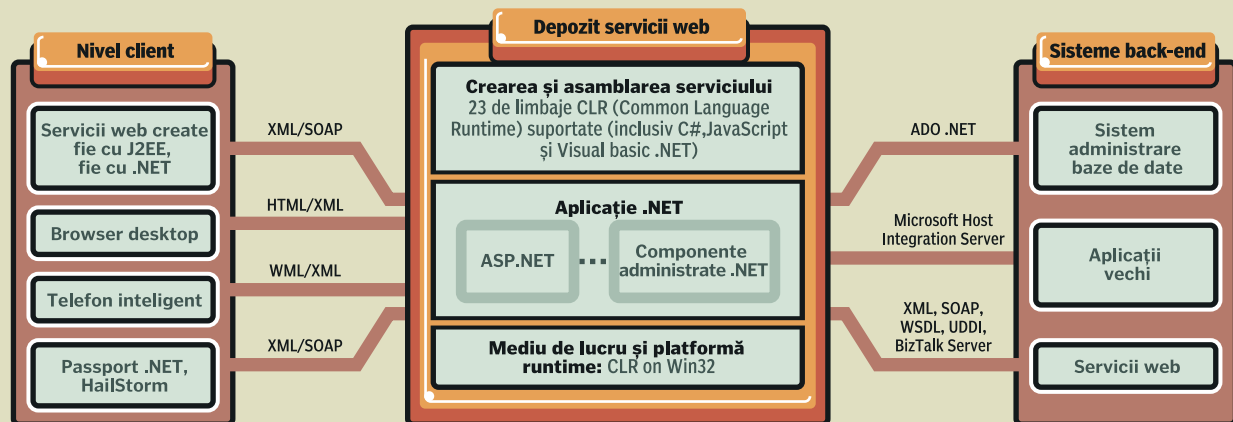 Nivel client
Servicii web create
fie cu J2EE,
fie cu .NET
Browser desktop
Telefon inteligent
Passport .NET,
HailStorm
XML/SOAP
HTML/XML
WML/XML
XML/SOAP
Depozit servicii web
Crearea și asamblarea serviciului
23 de limbaje CLR (Common Language
Runtime) suportate (inclusiv C#,JavaScript
și Visual basic .NET)
Aplicație .NET
ASP.NET
Componente
administrate .NET
Mediu de lucru și platformă
runtime: CLR on Win32
ADO .NET
Microsoft Host
Integration Server
XML, SOAP,
WSDL, UDDI,
BizTalk Server
Sisteme back-end
Sistem
administrare
baze de date
Aplicații
vechi
Servicii web